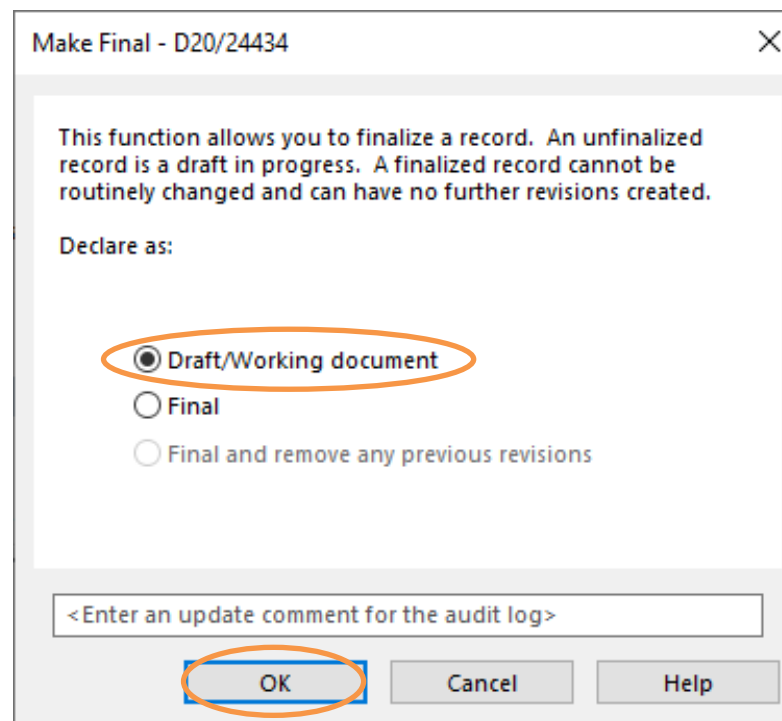 Make Final - D20/24434
This function allows you to finalize a record. An unfinalized
record is a draft in progress. A finalized record cannot be
routinely changed and can have no further revisions created.
Declare as:
Draft/Working document
Final
Final and remove any previous revisions
<Enter an update comment for the audit log>
OK Cancel Help